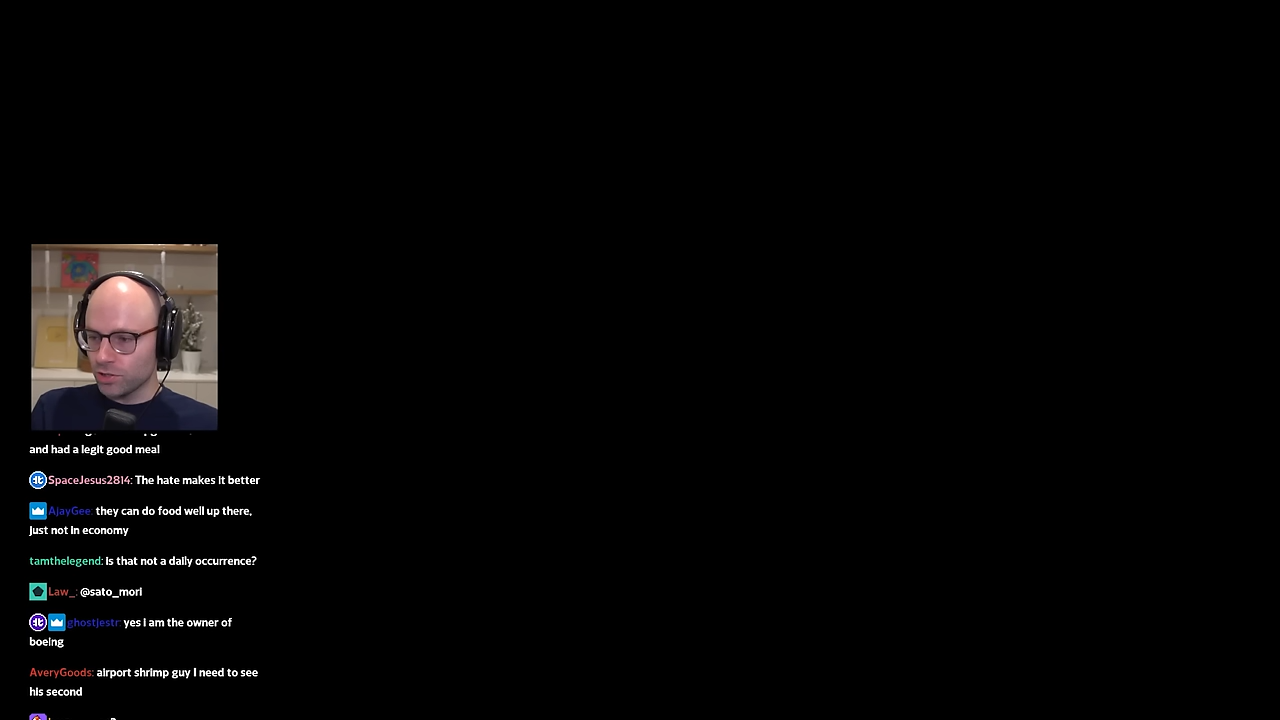 and had a legit good meal
SpaceJesus2814: The hate makes it better
AjayGee: they can do food well up there,
just not in economy
tamthelegend: is that not a daily occurrence?
Law_: @sato_mori
ghostjestr: yes i am the owner of
boeing
AveryGoods: airport shrimp guy I need to see
his second